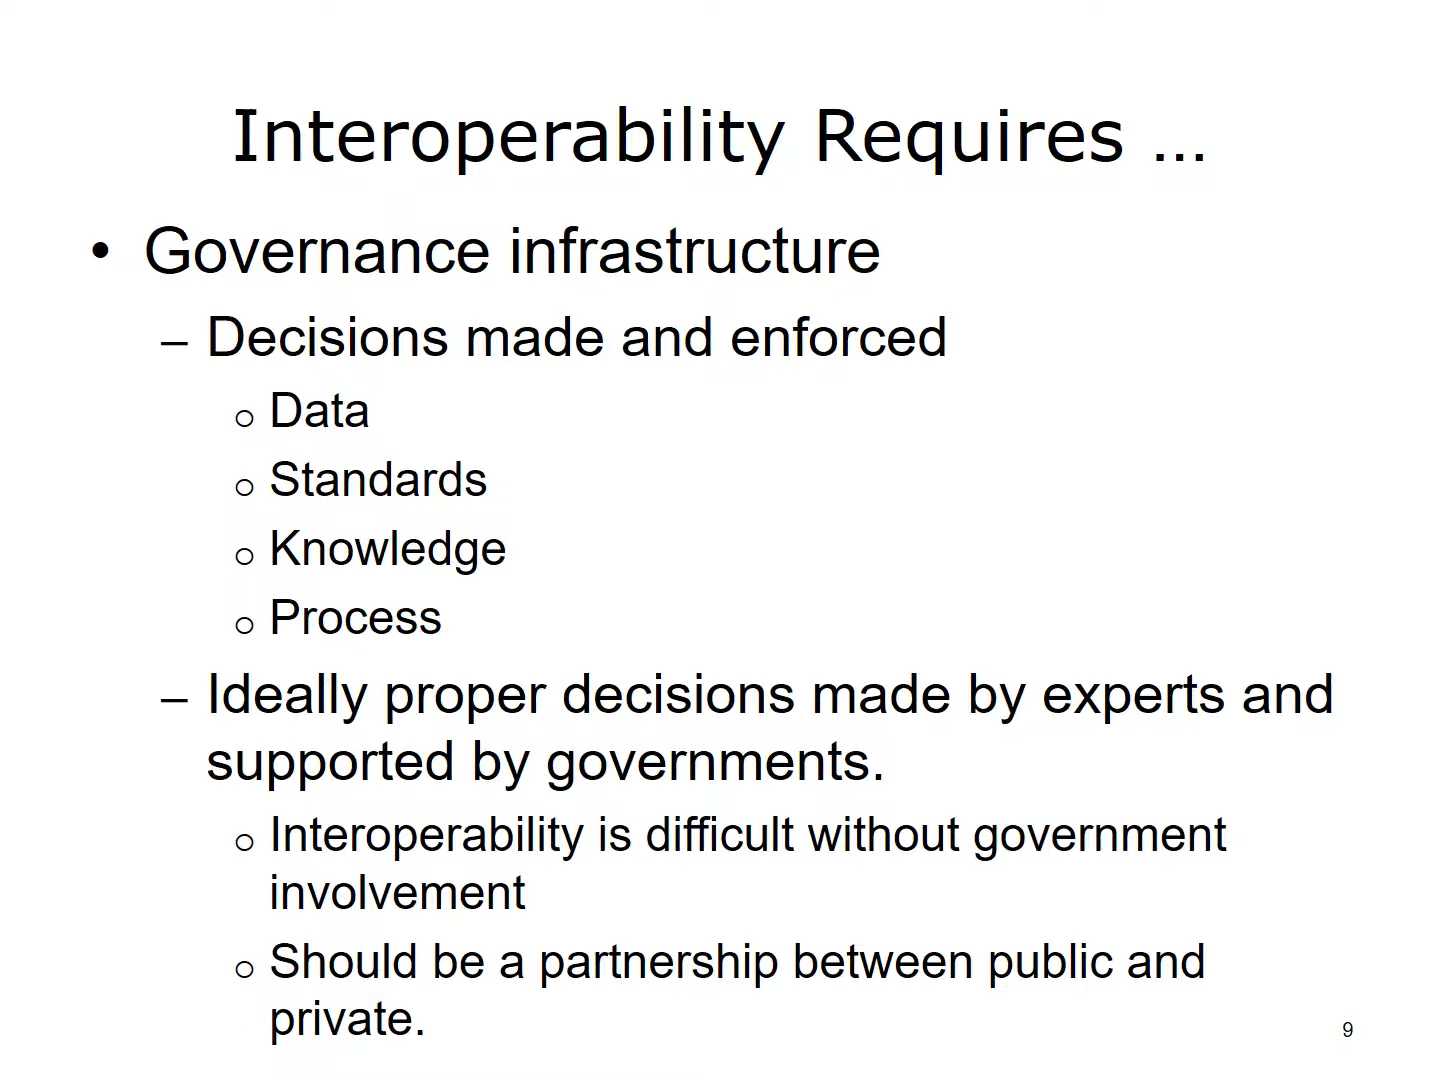 Interoperability Requires ...
• Governance infrastructure
– Decisions made and enforced
o Data
o Standards
o Knowledge
o Process
– Ideally proper decisions made by experts and
supported by governments.
o Interoperability is difficult without government
involvement
o Should be a partnership between public and
private.
9